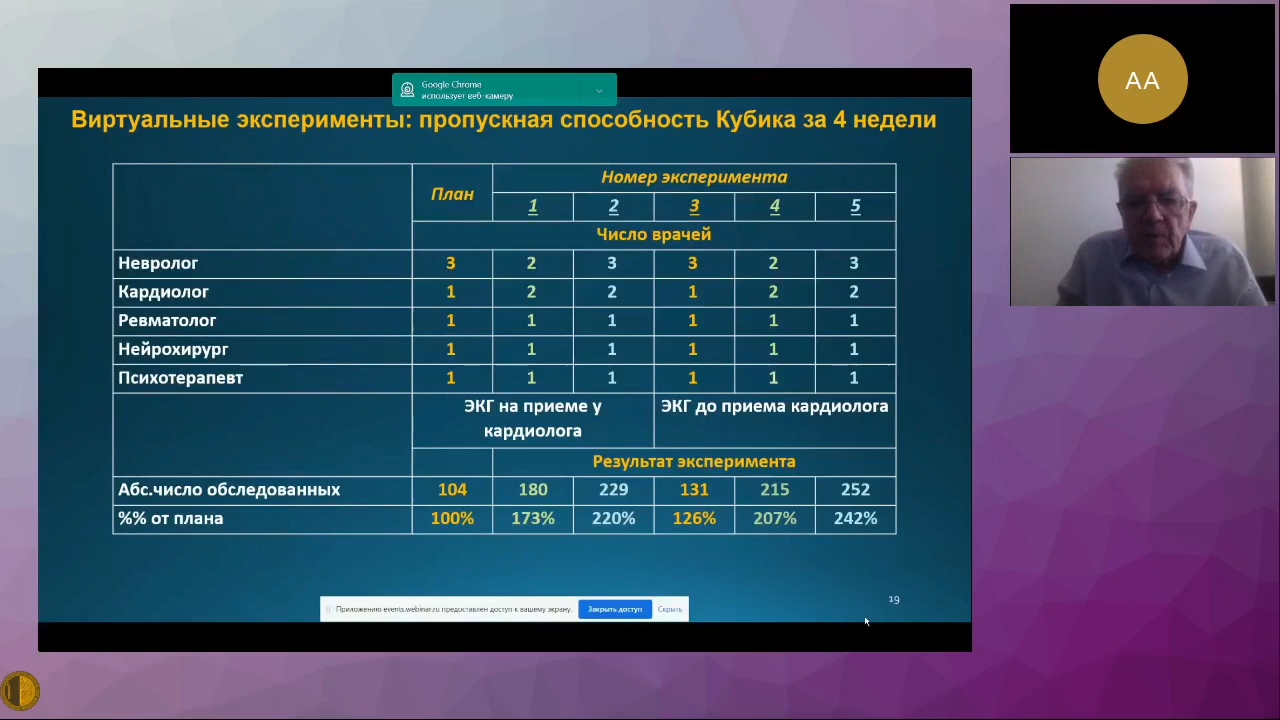 Google Chrome
использует веб-камеру
AA
Виртуальные эксперименты: пропускная способность Кубика за 4 недели
План
Номер эксперимента
1 2 3 4 5
Число врачей
Невролог 3 2 3 3 2 3
Кардиолог 1 2 2 1 2 2
Ревматолог 1 1 1 1 1 1
Нейрохирург 1 1 1 1 1 1
Психотерапевт 1 1 1 1 1 1
ЭКГ на приеме у
кардиолога
ЭКГ до приема кардиолога
Результат эксперимента
Абс.число обследованных 104 180 229 131 215 252
%% от плана 100% 173% 220% 126% 207% 242%
19
Приложению events.webinar.ru предоставлен доступ к вашему экрану. Закрыть доступ Скрыть